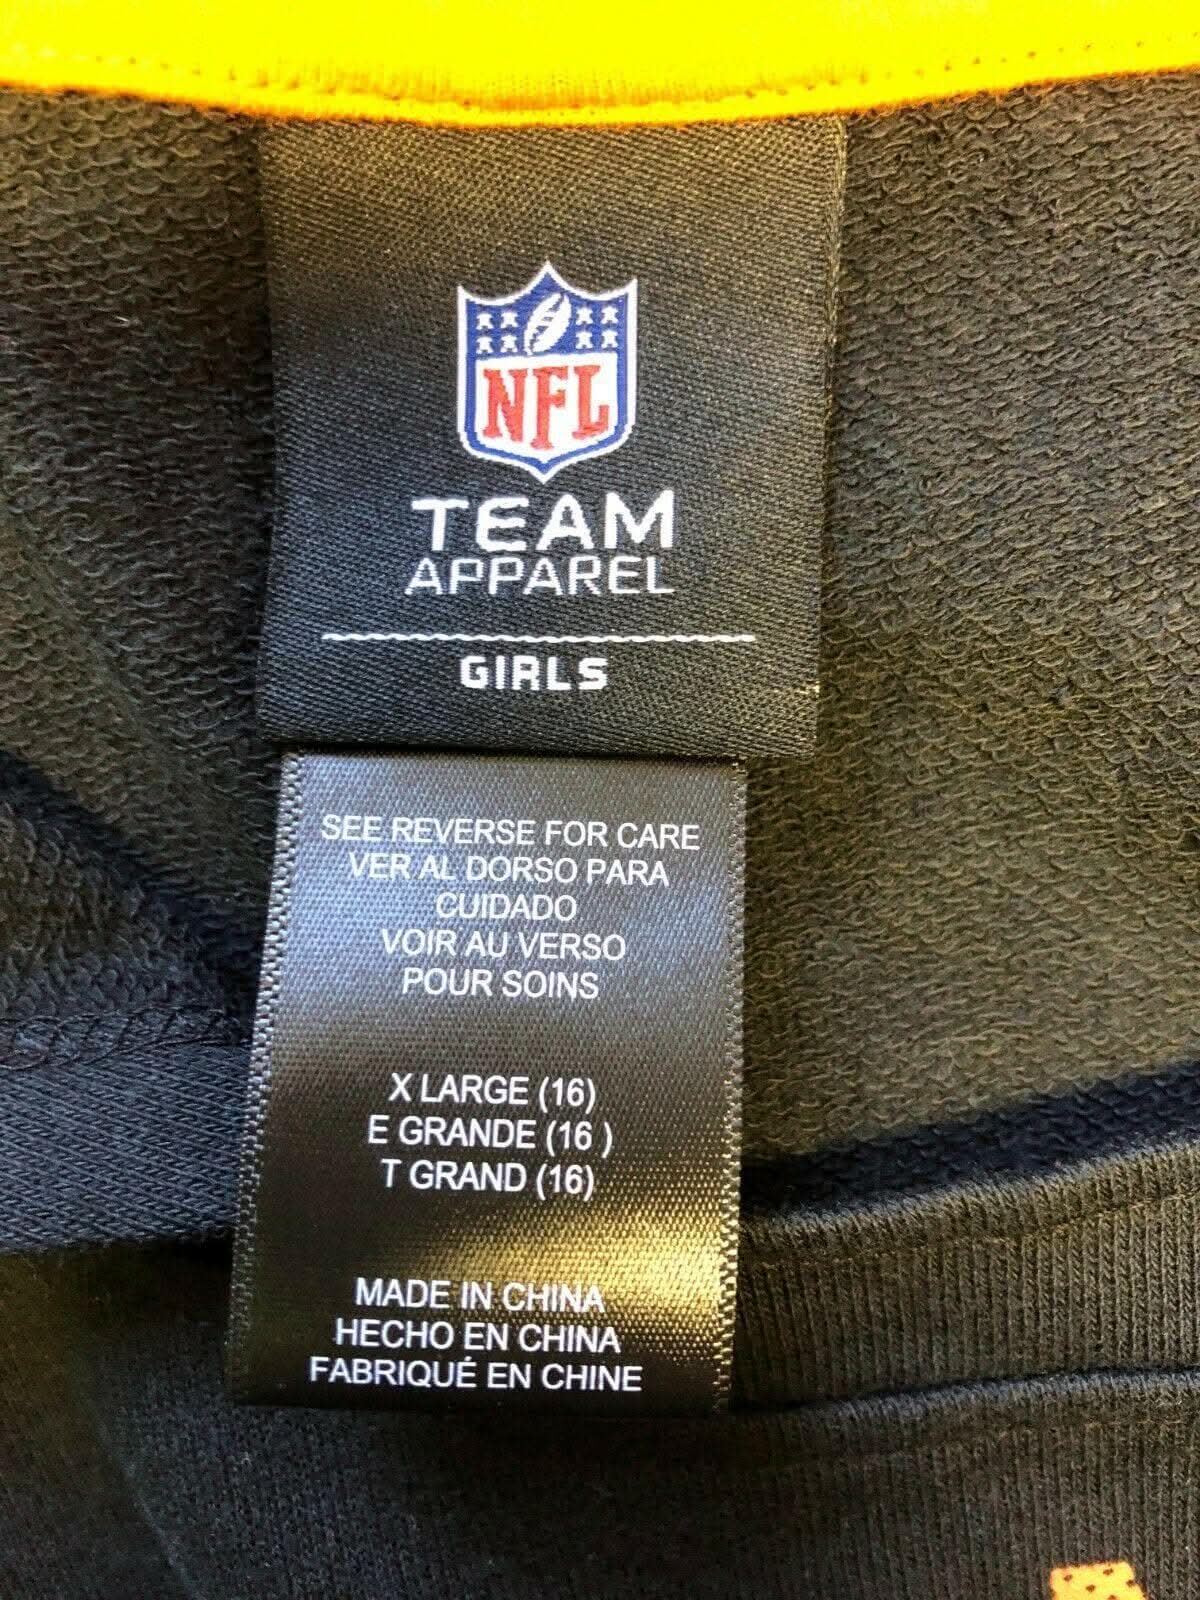 NFL
TEAM
APPAREL
GIRLS
SEE REVERSE FOR CARE
VER AL DORSO PARA
CUIDADO
VOIR AU VERSO
POUR SOINS
X LARGE (16)
E GRANDE (16 )
T GRAND (16)
MADE IN CHINA
HECHO EN CHINA
FABRIQUÉ EN CHINE